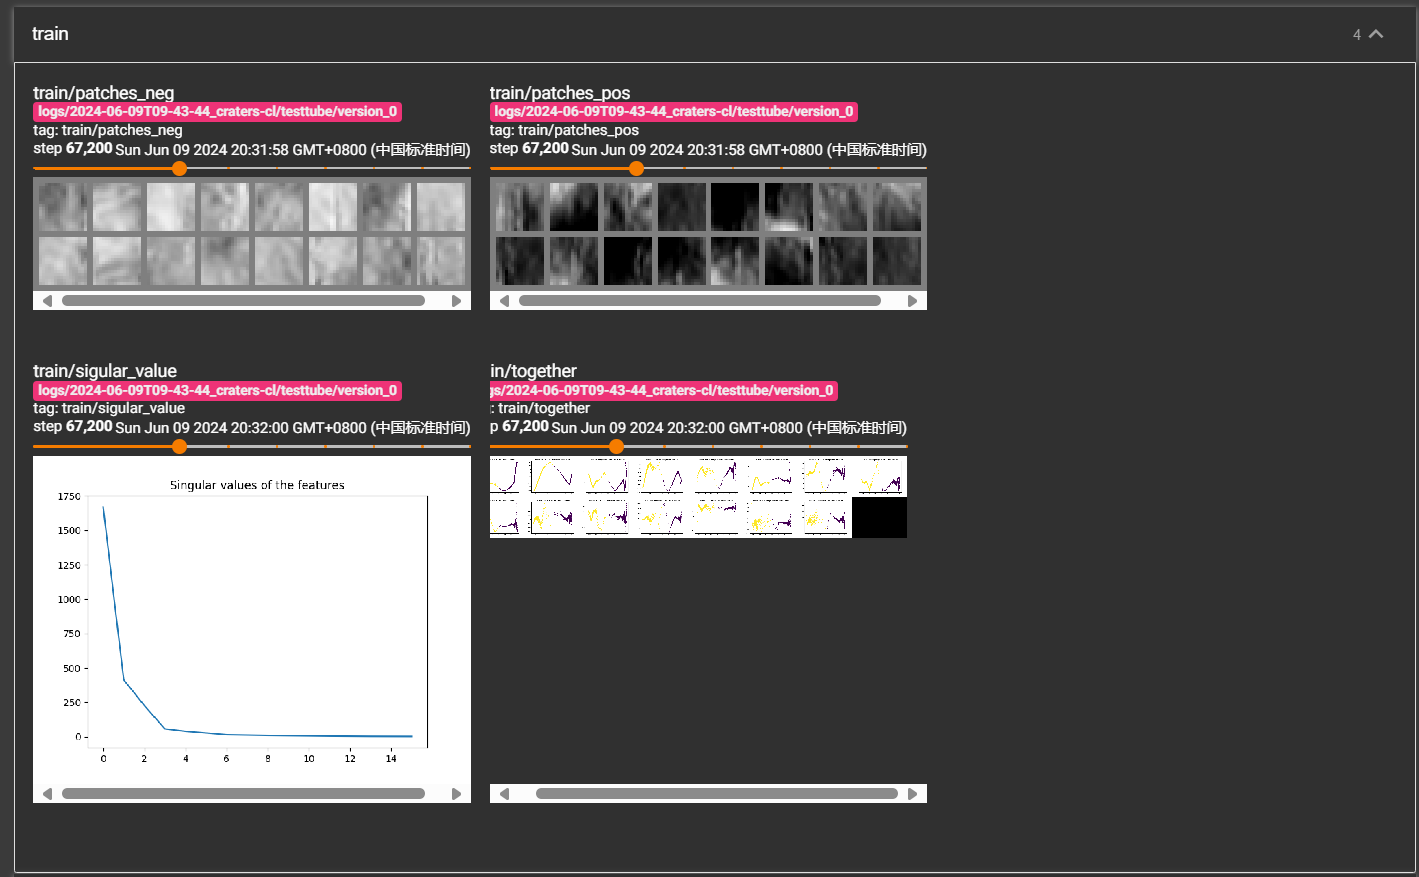 train
4
train/patches_neg
logs/2024-06-09T09-43-44_craters-cl/testtube/version_0
tag: train/patches_neg
step 67,200 Sun Jun 09 2024 20:31:58 GMT+0800 (中国标准时间)
train/patches_pos
logs/2024-06-09T09-43-44_craters-cl/testtube/version_0
tag: train/patches_pos
step 67,200 Sun Jun 09 2024 20:31:58 GMT+0800 (中国标准时间)
train/sigular_value
logs/2024-06-09T09-43-44_craters-cl/testtube/version_0
tag: train/sigular_value
step 67,200 Sun Jun 09 2024 20:32:00 GMT+0800 (中国标准时间)
Singular values of the features
1750
1500
1250
1000
750
500
250
0
0 2 4 6 8 10 12 14
in/together
gs/2024-06-09T09-43-44_craters-cl/testtube/version_0
: train/together
p 67,200 Sun Jun 09 2024 20:32:00 GMT+0800 (中国标准时间)